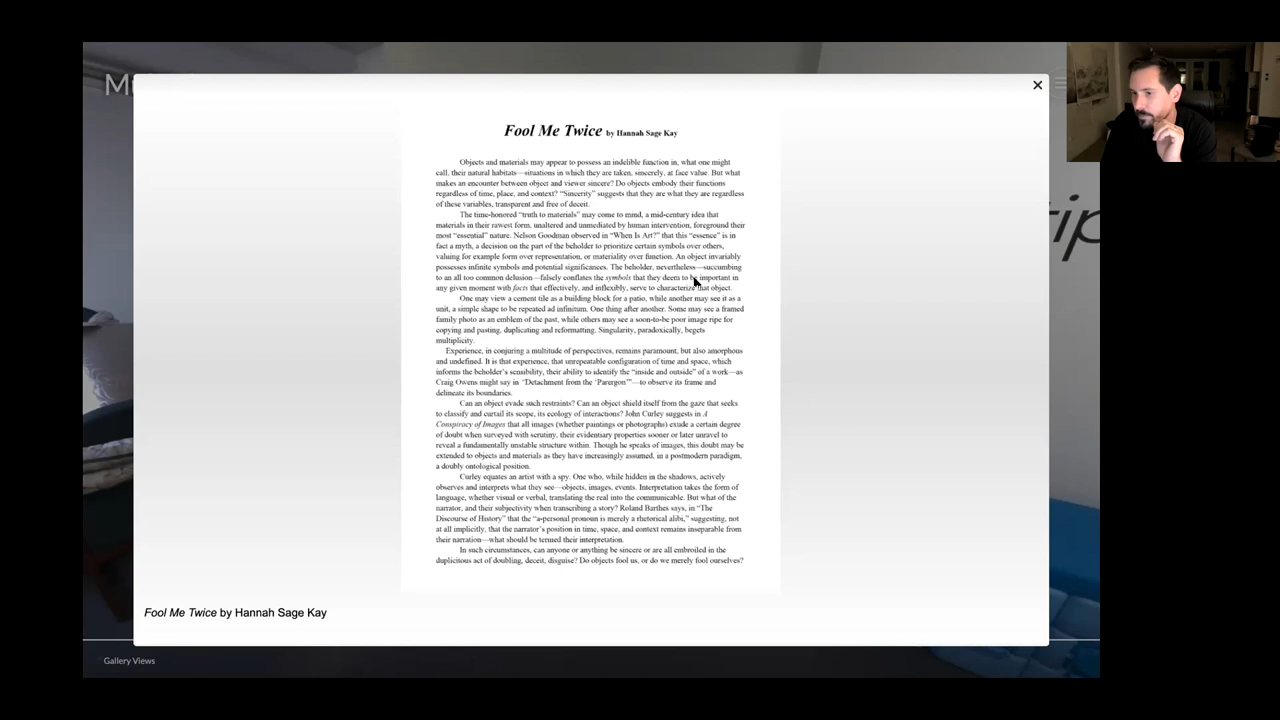 Mu
Fool Me Twice by Hannah Sage Kay
Objects and materials may appear to possess an indelible function in, what one might
call, their natural habitats—situations in which they are taken, sincerely, at face value. But what
makes an encounter between object and viewer sincere? Do objects embody their functions
regardless of time, place, and context? “Sincerity” suggests that they are what they are regardless
of these variables, transparent and free of deceit.
The time-honored “truth to materials” may come to mind, a mid-century idea that
materials in their rawest form, unaltered and unmediated by human intervention, foreground their
most “essential” nature. Nelson Goodman observed in “When Is Art?” that this “essence” is in
fact a myth, a decision on the part of the beholder to prioritize certain symbols over others,
valuing for example form over representation, or materiality over function. An object invariably
possesses infinite symbols and potential significances. The beholder, nevertheless—succumbing
to an all too common delusion—falsely conflates the symbols that they deem to be important in
any given moment with facts that effectively, and inflexibly, serve to characterize that object.
One may view a cement tile as a building block for a patio, while another may see it as a
unit, a simple shape to be repeated ad infinitum. One thing after another. Some may see a framed
family photo as an emblem of the past, while others may see a soon-to-be poor image ripe for
copying and pasting, duplicating and reformatting. Singularity, paradoxically, begets
multiplicity.
Experience, in conjuring a multitude of perspectives, remains paramount, but also amorphous
and undefined. It is that experience, that unrepeatable configuration of time and space, which
informs the beholder’s sensibility, their ability to identify the “inside and outside” of a work—as
Craig Owens might say in “Detachment from the ‘Parergon’”—to observe its frame and
delineate its boundaries.
Can an object evade such restraints? Can an object shield itself from the gaze that seeks
to classify and curtail its scope, its ecology of interactions? John Curley suggests in A
Conspiracy of Images that all images (whether paintings or photographs) exude a certain degree
of doubt when surveyed with scrutiny, their evidentiary properties sooner or later unravel to
reveal a fundamentally unstable structure within. Though he speaks of images, this doubt may be
extended to objects and materials as they have increasingly assumed, in a postmodern paradigm,
a doubly ontological position.
Curley equates an artist with a spy. One who, while hidden in the shadows, actively
observes and interprets what they see—objects, images, events. Interpretation takes the form of
language, whether visual or verbal, translating the real into the communicable. But what of the
narrator, and their subjectivity when transcribing a story? Roland Barthes says, in “The
Discourse of History” that the “a-personal pronoun is merely a rhetorical alibi,” suggesting, not
at all implicitly, that the narrator’s position in time, space, and context remains inseparable from
their narration—what should be termed their interpretation.
In such circumstances, can anyone or anything be sincere or are all embroiled in the
duplicitous act of doubling, deceit, disguise? Do objects fool us, or do we merely fool ourselves?
Fool Me Twice by Hannah Sage Kay
Gallery Views